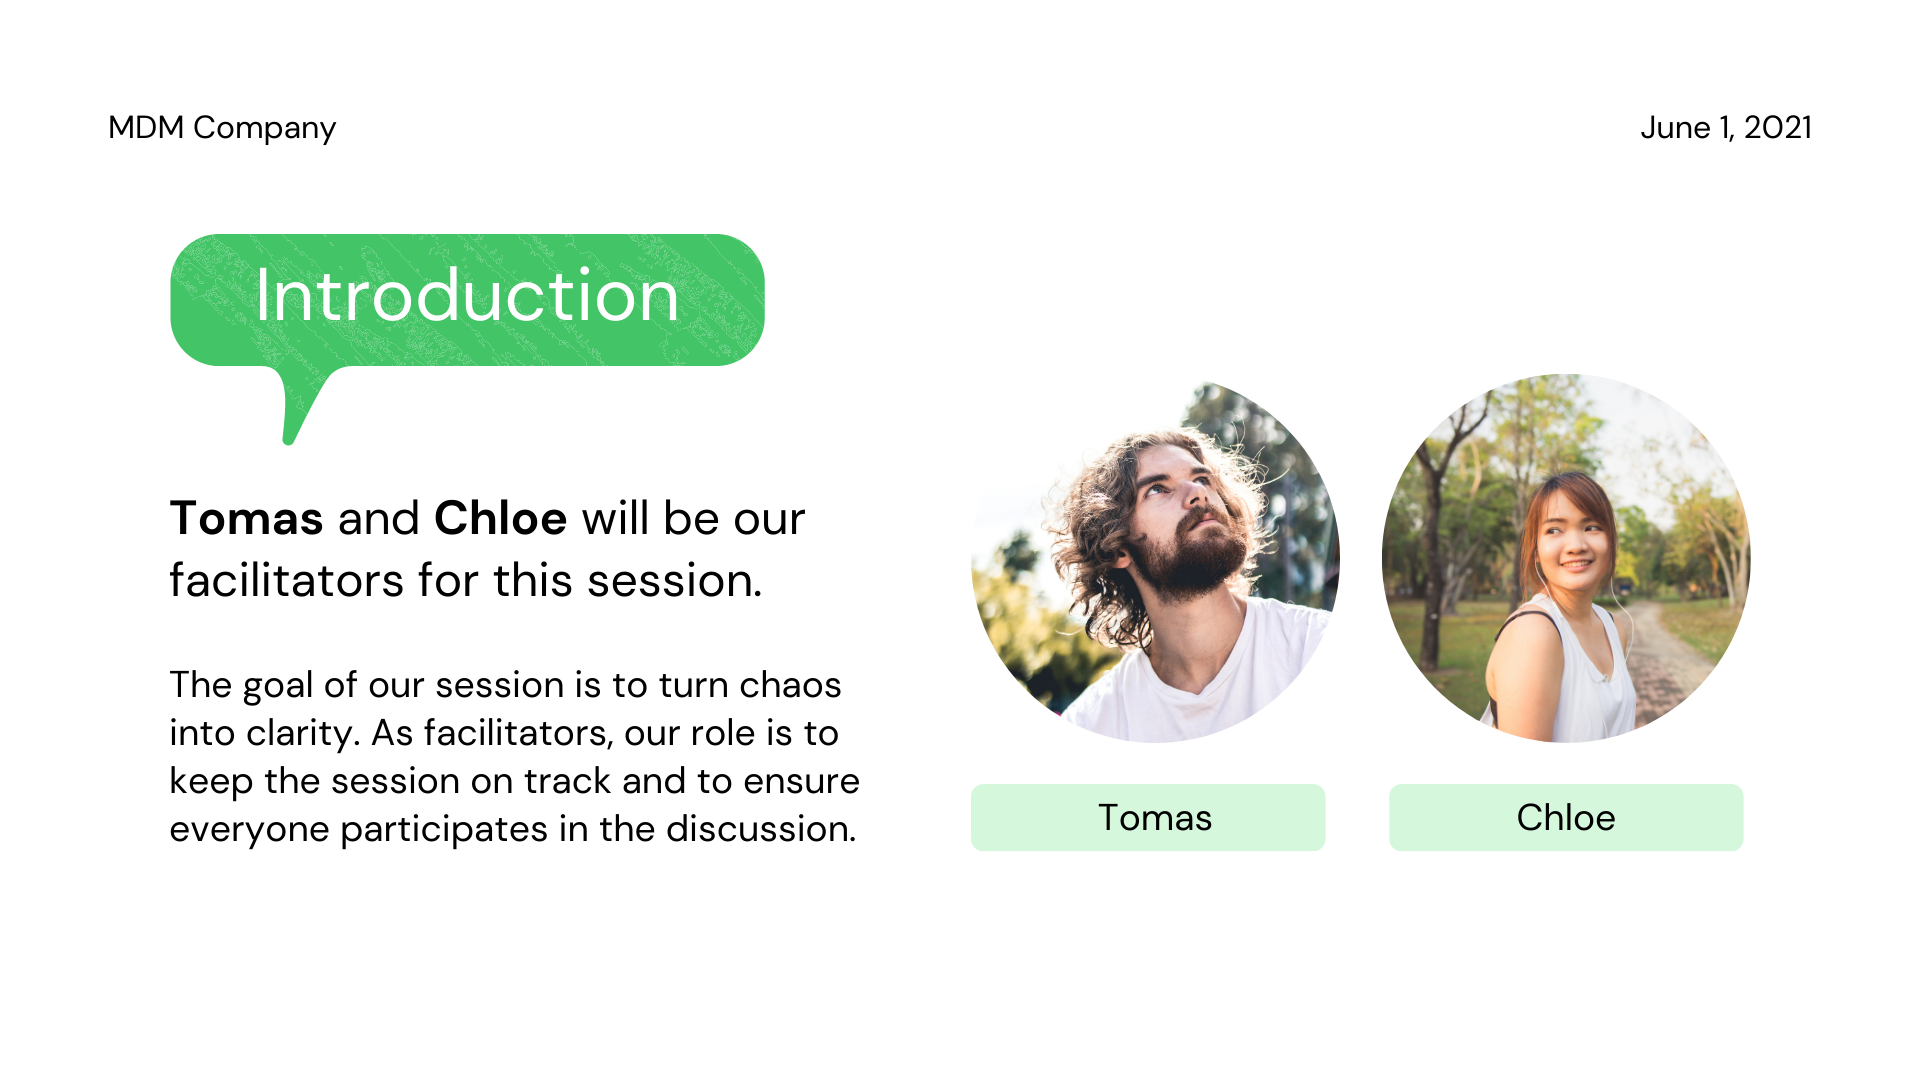 MDM Company
June 1, 2021
Introduction
Tomas and Chloe will be our
facilitators for this session.
The goal of our session is to turn chaos
into clarity. As facilitators, our role is to
keep the session on track and to ensure
everyone participates in the discussion.
Tomas
Chloe